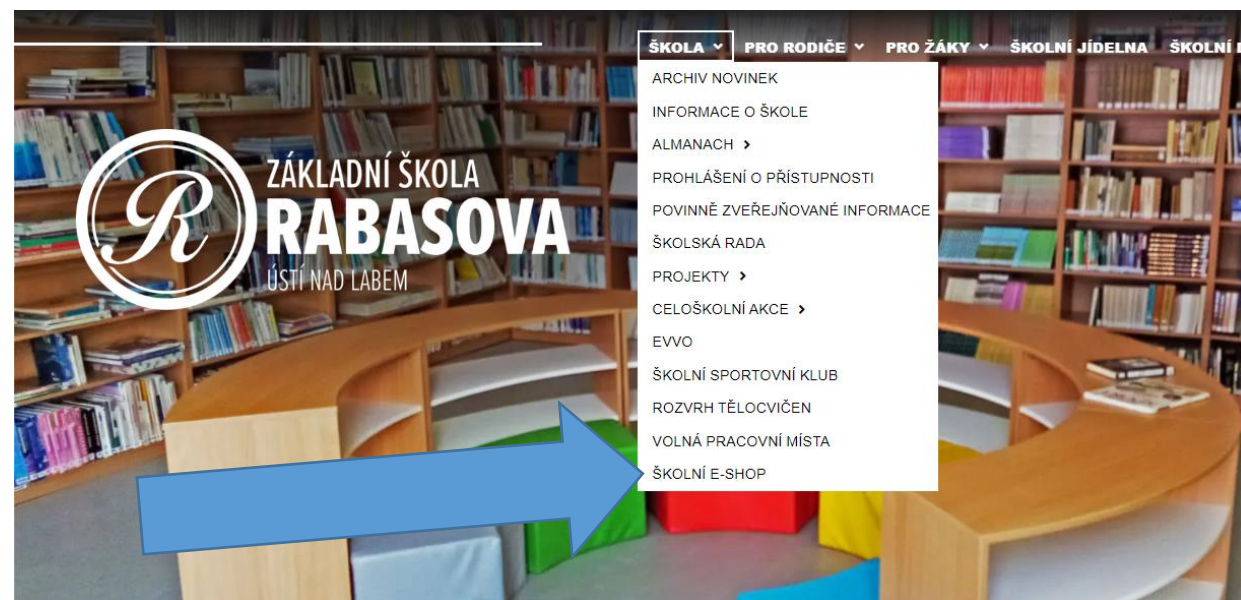 ŠKOLA PRO RODIČE PRO ŽÁKY ŠKOLNÍ JÍDELNA ŠKOLNÍ
ARCHIV NOVINEK
INFORMACE O ŠKOLE
ALMANACH >
PROHLÁŠENÍ O PŘÍSTUPNOSTI
POVINNĚ ZVEŘEJŇOVANÉ INFORMACE
ŠKOLSKÁ RADA
PROJEKTY >
CELOŠKOLNÍ AKCE >
EVVO
ŠKOLNÍ SPORTOVNÍ KLUB
ROZVRH TĚLOCVIČEN
VOLNÁ PRACOVNÍ MÍSTA
ŠKOLNÍ E-SHOP
R
ZÁKLADNÍ ŠKOLA
RABASOVA
ÚSTÍ NAD LABEM